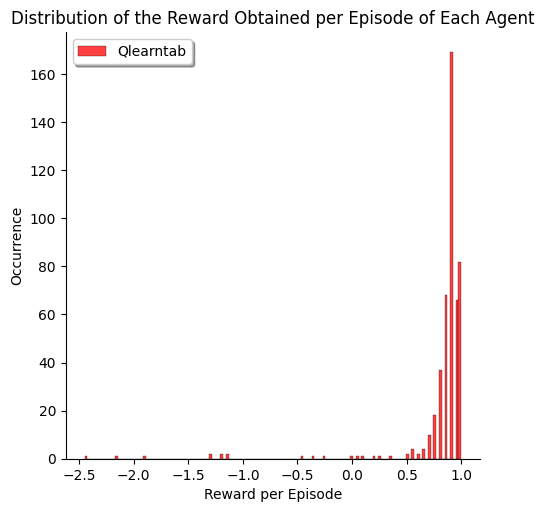 Distribution of the Reward Obtained per Episode of Each Agent
Qlearntab
160
140
120
100
80
60
40
20
0
Occurrence
−2.5 −2.0 −1.5 −1.0 −0.5 0.0 0.5 1.0
Reward per Episode